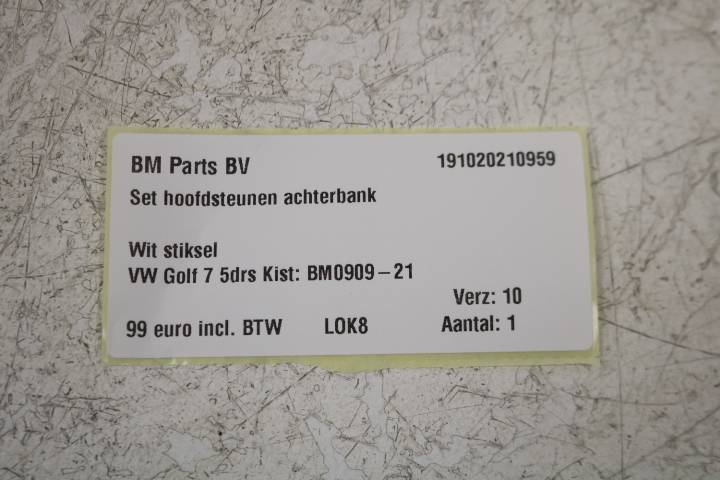 BM Parts BV 191020210959
Set hoofdsteunen achterbank
Wit stiksel
VW Golf 7 5drs Kist: BM0909-21
Verz: 10
99 euro incl. BTW LOK8 Aantal: 1